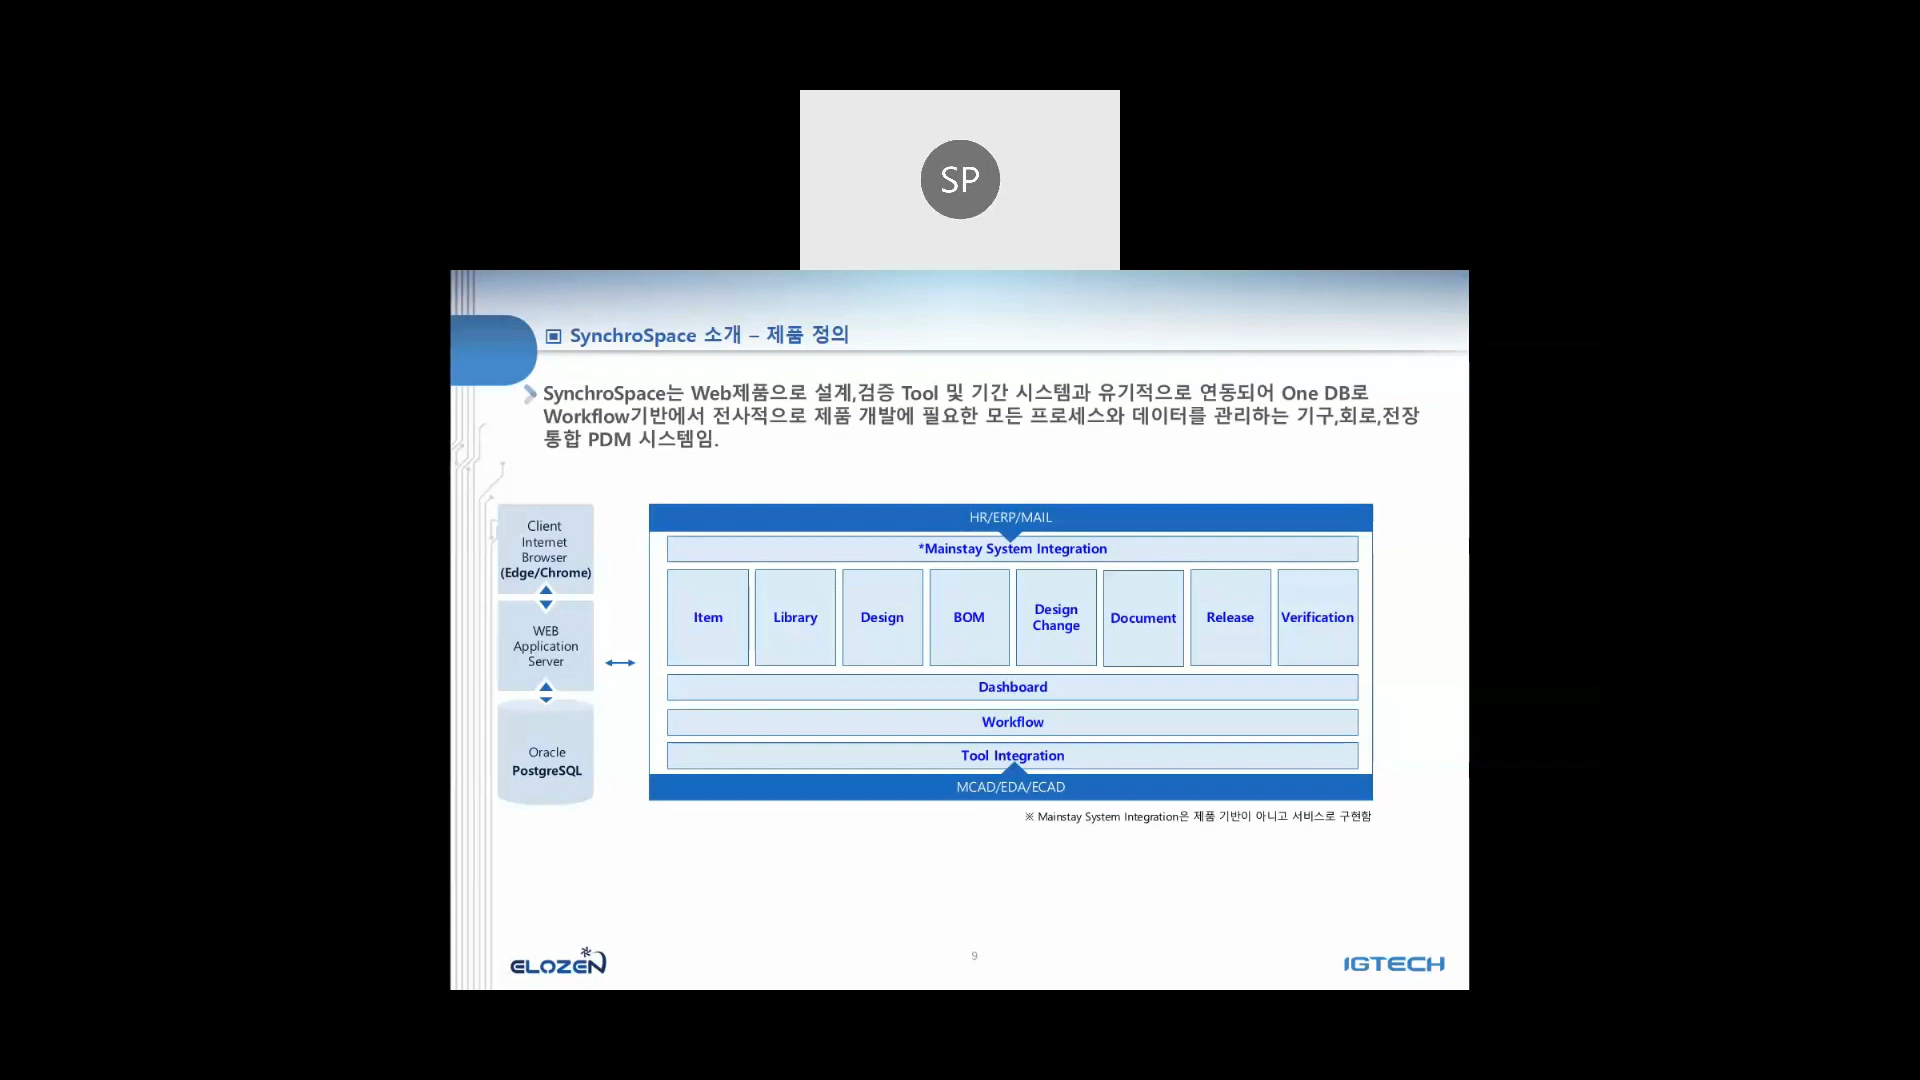 SP
▣ SynchroSpace 소개 – 제품 정의
SynchroSpace는 Web제품으로 설계,검증 Tool 및 기간 시스템과 유기적으로 연동되어 One DB로
Workflow기반에서 전사적으로 제품 개발에 필요한 모든 프로세스와 데이터를 관리하는 기구,회로,전장
통합 PDM 시스템임.
Client
Internet
Browser
(Edge/Chrome)
WEB
Application
Server
Oracle
PostgreSQL
HR/ERP/MAIL
*Mainstay System Integration
Item
Library
Design
BOM
Design
Change
Document
Release
Verification
Dashboard
Workflow
Tool Integration
MCAD/EDA/ECAD
※ Mainstay System Integration은 제품 기반이 아니고 서비스로 구현함
ELOZEN
9
IGTECH